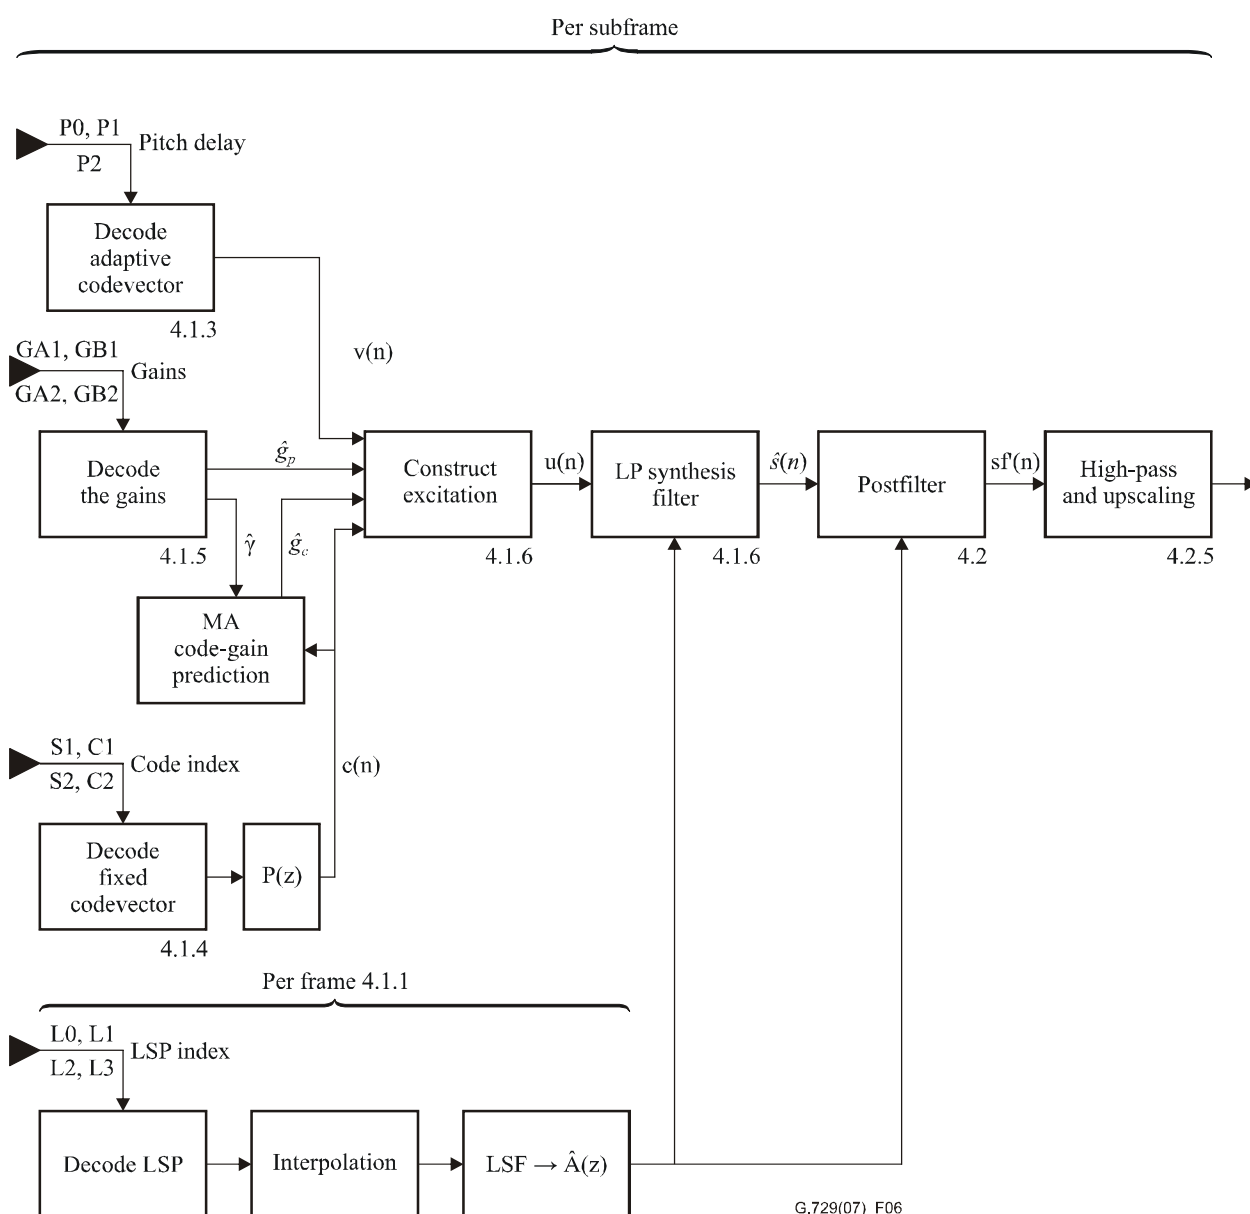 Per subframe
P0, P1
Pitch delay
P2
Decode
adaptive
codevector
4.1.3
v(n)
GA1, GB1
Gains
GA2, GB2
Decode
the gains
4.1.5
ĝp
γ̂
ĝc
Construct
excitation
4.1.6
u(n)
LP synthesis
filter
4.1.6
ŝ(n)
Postfilter
4.2
sf'(n)
High-pass
and upscaling
4.2.5
MA
code-gain
prediction
S1, C1
Code index
S2, C2
c(n)
Decode
fixed
codevector
4.1.4
P(z)
Per frame 4.1.1
L0, L1
LSP index
L2, L3
Decode LSP
Interpolation
LSF → Â(z)
G.729(07)_F06